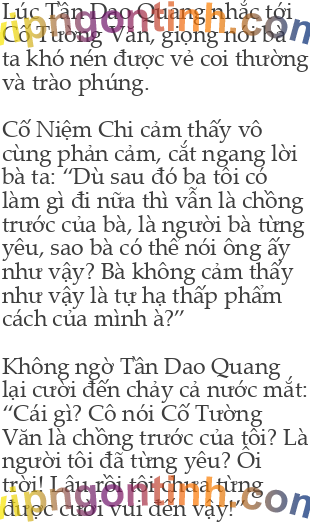 Lúc Tần Dao Quang nhắc tới
Cố Tường Văn, giọng nói bà
ta khó nén được vẻ coi thường
và trào phúng.
Cố Niệm Chi cảm thấy vô
cùng phản cảm, cắt ngang lời
bà ta: “Dù sau đó ba tôi có
làm gì đi nữa thì vẫn là chồng
trước của bà, là người bà từng
yêu, sao bà có thể nói ông ấy
như vậy? Bà không cảm thấy
như vậy là tự hạ thấp phẩm
cách của mình à?”
Không ngờ Tần Dao Quang
lại cười đến chảy cả nước mắt:
“Cái gì? Cô nói Cố Tường
Văn là chồng trước của tôi? Là
người tôi đã từng yêu? Ôi
trời! Lâu rồi tôi chưa từng
được cười vui đến vậy!”
vipngontinh.com